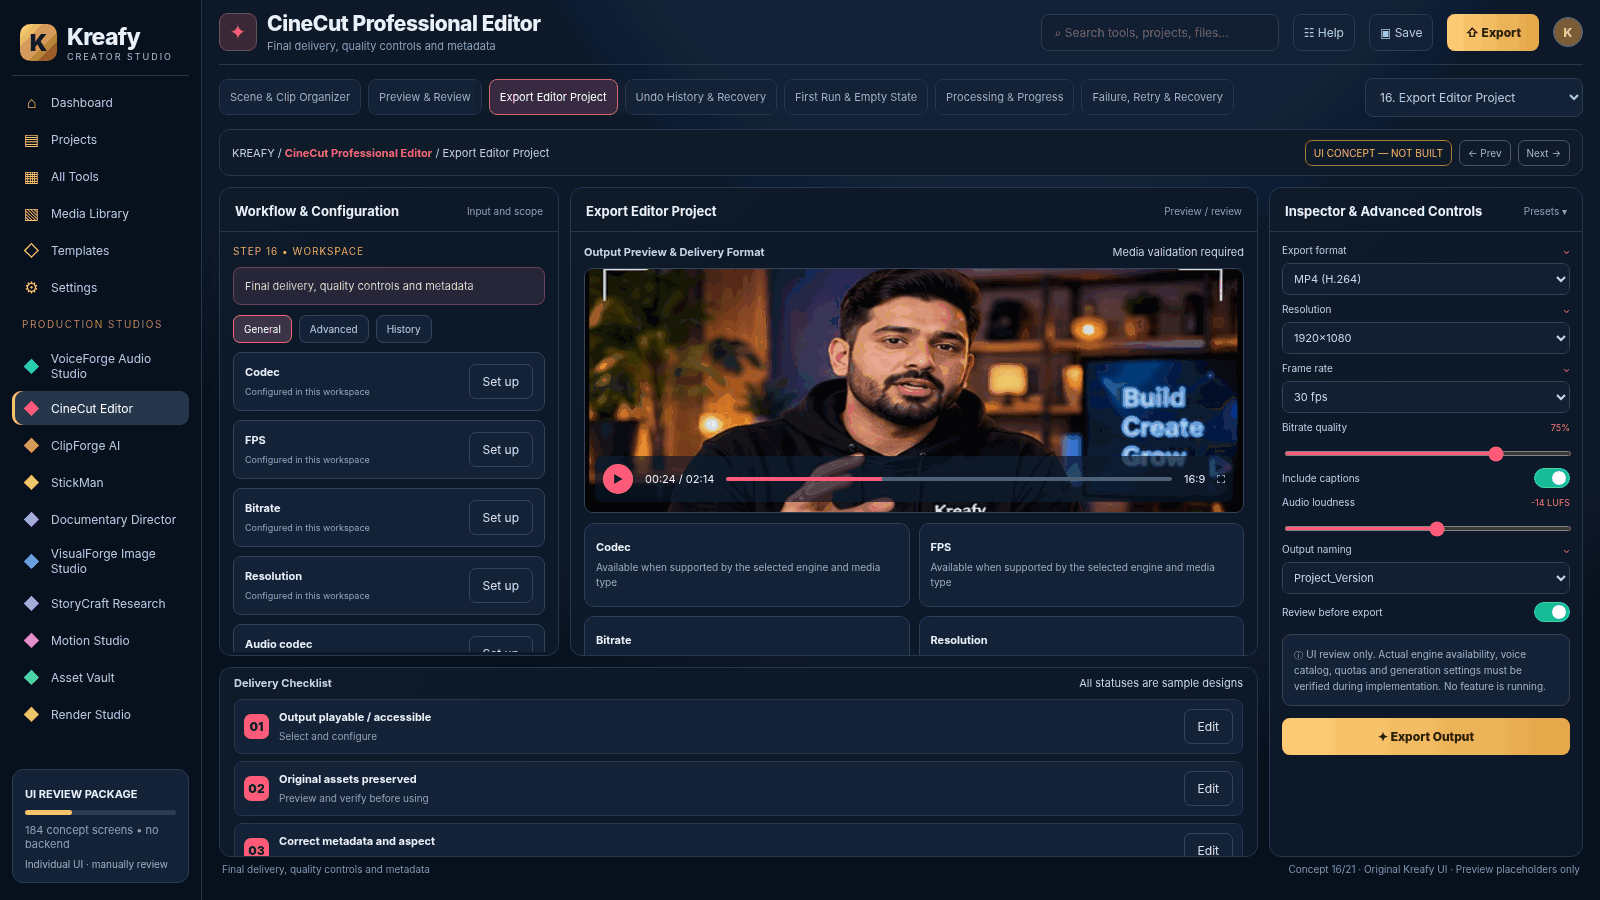 K
Kreafy
CREATOR STUDIO
Dashboard
Projects
All Tools
Media Library
Templates
Settings
PRODUCTION STUDIOS
VoiceForge Audio
Studio
CineCut Editor
ClipForge AI
StickMan
Documentary Director
VisualForge Image
Studio
StoryCraft Research
Motion Studio
Asset Vault
Render Studio
UI REVIEW PACKAGE
184 concept screens • no
backend
Individual UI · manually review
CineCut Professional Editor
Final delivery, quality controls and metadata
Search tools, projects, files...
Help
Save
Export
K
Scene & Clip Organizer
Preview & Review
Export Editor Project
Undo History & Recovery
First Run & Empty State
Processing & Progress
Failure, Retry & Recovery
16. Export Editor Project
KREAFY / CineCut Professional Editor / Export Editor Project
UI CONCEPT — NOT BUILT
← Prev
Next →
Workflow & Configuration
Input and scope
STEP 16 • WORKSPACE
Final delivery, quality controls and metadata
General
Advanced
History
Codec
Configured in this workspace
Set up
FPS
Configured in this workspace
Set up
Bitrate
Configured in this workspace
Set up
Resolution
Configured in this workspace
Set up
Audio codec
Set up
Export Editor Project
Preview / review
Output Preview & Delivery Format
Media validation required
Build
Create
Grow
00:24 / 02:14
16:9
Kreafy
Codec
Available when supported by the selected engine and media
type
FPS
Available when supported by the selected engine and media
type
Bitrate
Resolution
Delivery Checklist
All statuses are sample designs
01
Output playable / accessible
Select and configure
Edit
02
Original assets preserved
Preview and verify before using
Edit
03
Correct metadata and aspect
Edit
Inspector & Advanced Controls
Presets ▾
Export format
MP4 (H.264)
Resolution
1920×1080
Frame rate
30 fps
Bitrate quality
75%
Include captions
Audio loudness
-14 LUFS
Output naming
Project_Version
Review before export
ⓘ UI review only. Actual engine availability, voice
catalog, quotas and generation settings must be
verified during implementation. No feature is running.
✦ Export Output
Final delivery, quality controls and metadata
Concept 16/21 · Original Kreafy UI · Preview placeholders only